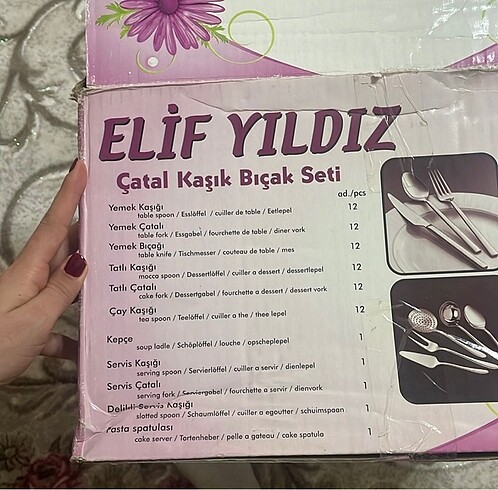 ELİF YILDIZ
Çatal Kaşık Bıçak Seti
ad./pcs
Yemek Kaşığı
table spoon / Esslöffel / cuiller de table / Eetlepel 12
Yemek Çatalı
table fork / Essgabel / fourchette de table / diner vork 12
Yemek Bıçağı
table knife / Tischmesser / couteau de table / mes 12
Tatlı Kaşığı
mocca spoon / Dessertlöffel / cuiller a dessert / dessertlepel 12
Tatlı Çatalı
cake fork / Dessertgabel / fourchette a dessert / dessert vork 12
Çay Kaşığı
tea spoon / Teelöffel / cuiller a the / thee lepel 12
Kepçe
soup ladle / Schöplöffel / louche / opscheplepel 1
Servis Kaşığı
serving spoon / Servierlöffel / cuiller a servir / dienlepel 1
Servis Çatalı
serving fork / Serviergabel / fourchette a servir / dienvork 1
Delikli Servis Kaşığı
slotted spoon / Schaumlöffel / cuiller a egoutter / schuimspaan 1
Pasta spatulası
cake server / Tortenheber / pelle a gateau / cake spatula 1